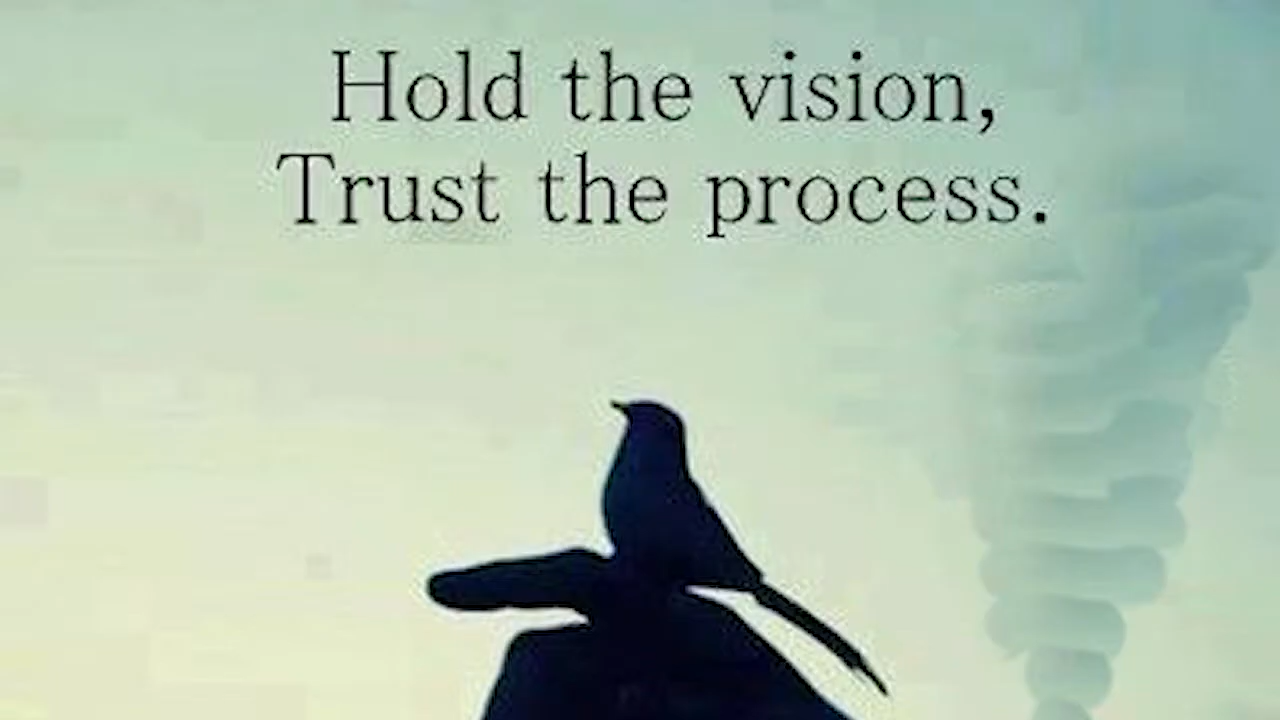 Hold the vision,
Trust the process.